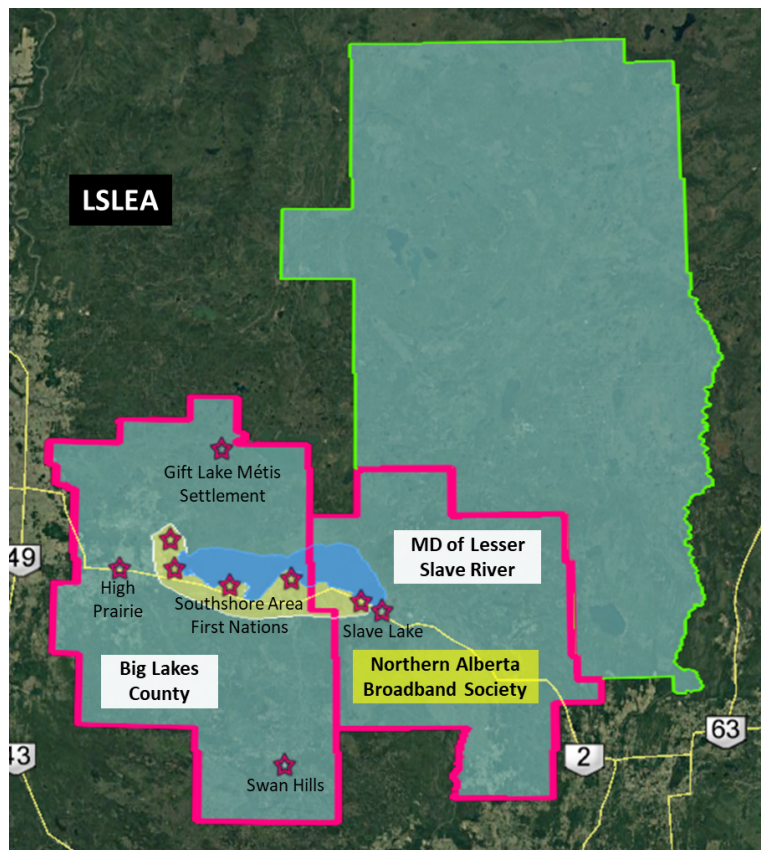 LSLEA
Gift Lake Métis
Settlement
49
MD of Lesser
Slave River
High
Prairie
Southshore Area
First Nations
Slave Lake
Big Lakes
County
Northern Alberta
Broadband Society
63
43
2
Swan Hills